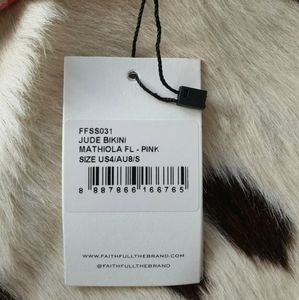 FFSS031
JUDE BIKINI
MATHIOLA FL - PINK
SIZE US4/AU8/S
8 887866 166765
WWW.FAITHFULLTHEBRAND.COM
@FAITHFULLTHEBRAND